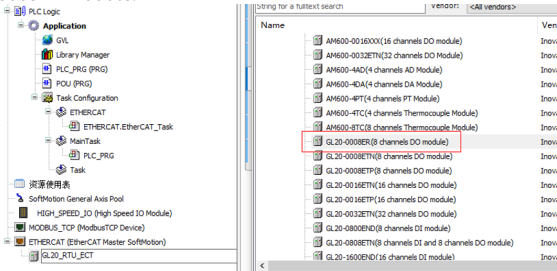 PLC Logic
Application
GVL
Library Manager
PLC_PRG (PRG)
POU (PRG)
Task Configuration
ETHERCAT
ETHERCAT.EtherCAT_Task
MainTask
PLC_PRG
Task
资源使用表
SoftMotion General Axis Pool
HIGH_SPEED_IO (High Speed IO Module)
MODBUS_TCP (ModbusTCP Device)
ETHERCAT (EtherCAT Master SoftMotion)
GL20_RTU_ECT
String for a fulltext search
Vendor:
<All vendors>
Name
Ven
AM600-0016XXX(16 channels DO module) Inova
AM600-0032ETN(32 channels DO Module) Inova
AM600-4AD(4 channels AD Module) Inova
AM600-4DA(4 channels DA Module) Inova
AM600-4PT(4 channels PT Module) Inova
AM600-4TC(4 channels Thermocouple Module) Inova
AM600-8TC(8 channels Thermocouple Module) Inova
GL20-0008ER(8 channels DO module) Inova
GL20-0008ETN(8 channels DO module) Inova
GL20-0008ETP(8 channels DO module) Inova
GL20-0016ETN(16 channels DO module) Inova
GL20-0016ETP(16 channels DO module) Inova
GL20-0032ETN(32 channels DO module) Inova
GL20-0800END(8 channels DI module) Inova
GL20-0808ETN(8 channels DI and 8 channels DO module) Inova
GL20-1600END(16 channels DI module) Inova